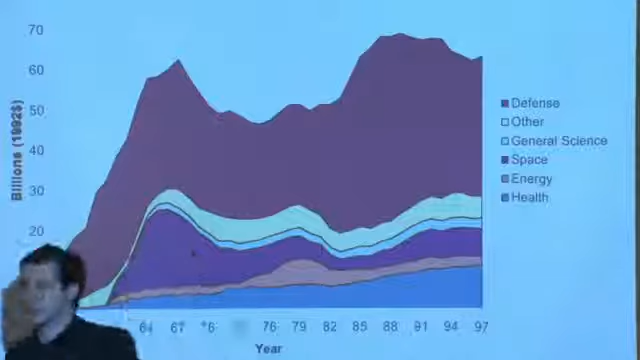 70
60
50
40
30
20
Billions (1992$)
Defense
Other
General Science
Space
Energy
Health
64
67
76
79
82
85
88
91
94
97
Year